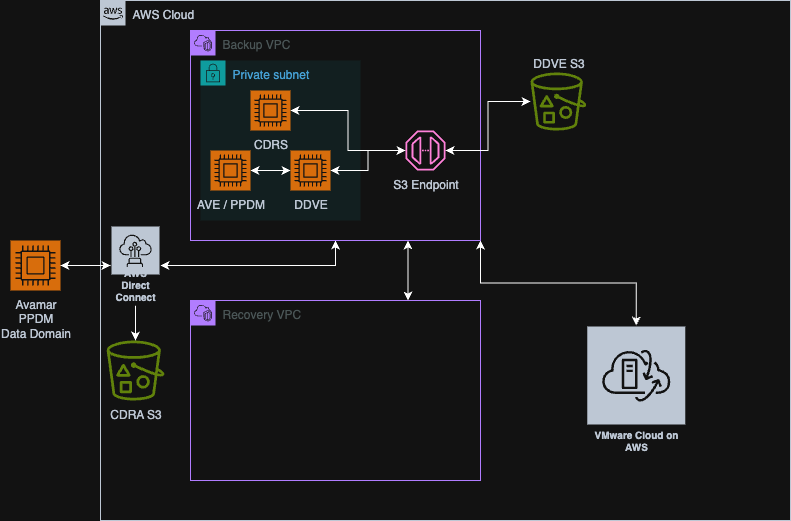 aws
AWS Cloud
Backup VPC
Private subnet
CDRS
AVE / PPDM
DDVE
S3 Endpoint
DDVE S3
Avamar
PPDM
Data Domain
AWS
Direct
Connect
CDRA S3
Recovery VPC
VMware Cloud on
AWS